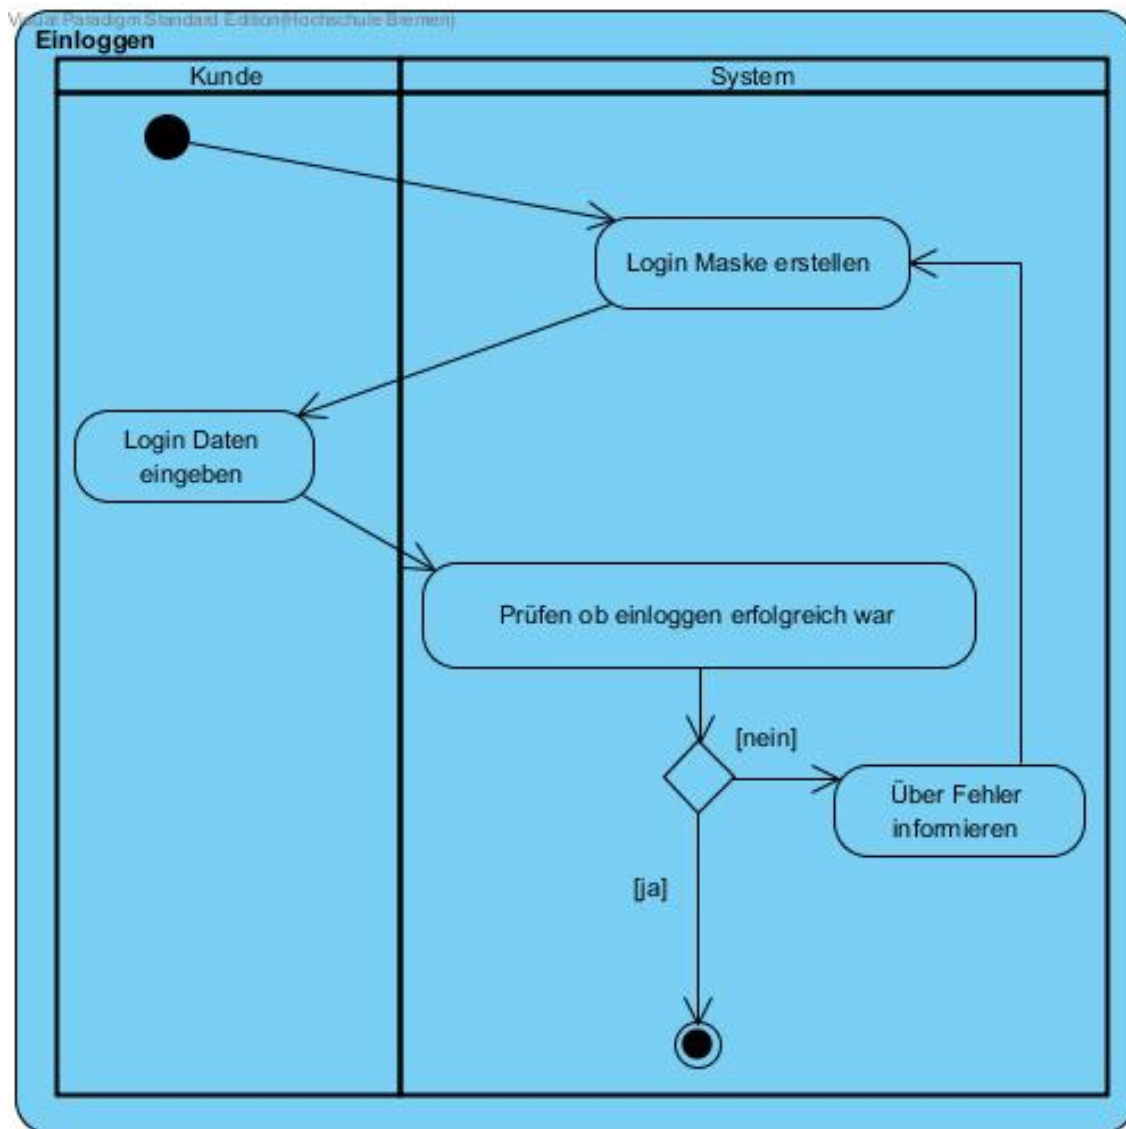 Visual Paradigm Standard Edition(Hochschule Bremen)
Einloggen
Kunde
System
Login Maske erstellen
Login Daten
eingeben
Prüfen ob einloggen erfolgreich war
[nein]
Über Fehler
informieren
[ja]